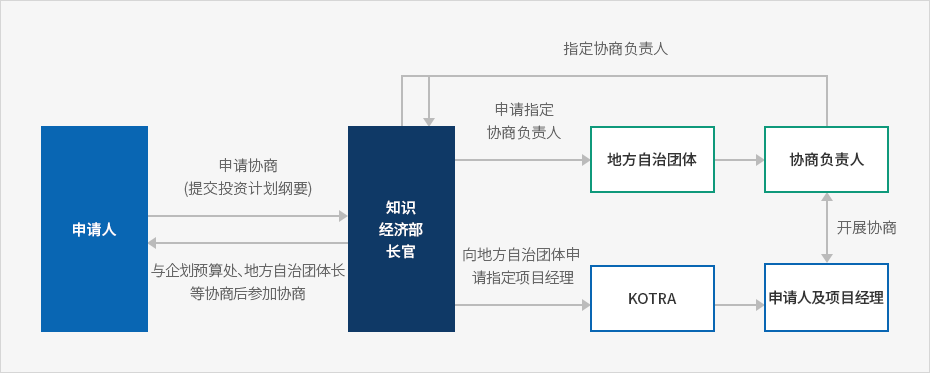 指定协商负责人
申请指定
协商负责人
申请协商
(提交投资计划纲要)
地方自治团体
协商负责人
申请人
知识
经济部
长官
开展协商
与企划预算处、地方自治团体长
等协商后参加协商
向地方自治团体申
请指定项目经理
KOTRA
申请人及项目经理